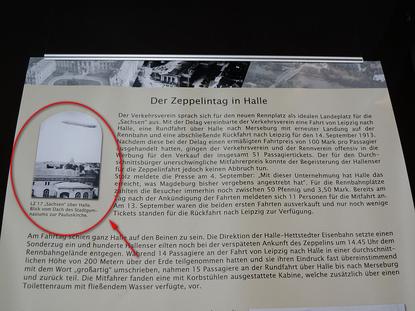 Der Zeppelintag in Halle
Der Verkehrsverein sprach sich für den neuen Rennplatz als idealen Landeplatz für die
„Sachsen“ aus. Mit der Delag vereinbarte der Verkehrsverein eine Fahrt von Leipzig nach
Halle, eine Rundfahrt über Halle nach Merseburg mit erneuter Landung auf der
Rennbahn und eine abschließende Rückfahrt nach Leipzig für den 14. September 1913.
Nachdem diese bei der Delag einen ermäßigten Fahrpreis von 100 Mark pro Passagier
ausgehandelt hatten, gingen der Verkehrsverein und der Rennverein offensiv in die
Werbung für den Verkauf der insgesamt 51 Passagiertickets. Der für den Durch-
schnittsbürger unerschwingliche Mitfahrerpreis konnte der Begeisterung der Hallenser
für die Zeppelinfahrt jedoch keinen Abbruch tun.
Stolz meldete die Presse am 4. September: „Mit dieser Unternehmung hat Halle das
erreicht, was Magdeburg bisher vergebens angestrebt hat“. Für die Rennbahnplätze
zahlten die Besucher immerhin noch zwischen 50 Pfennig und 3,50 Mark. Bereits am
Tag nach der Ankündigung der Fahrten meldeten sich 11 Personen für die Mitfahrt an.
Am 13. September waren die beiden ersten Fahrten ausverkauft und nur noch wenige
Tickets standen für die Rückfahrt nach Leipzig zur Verfügung.
LZ 17 „Sachsen“ über Halle.
Blick vom Dach des Stadtgym-
nasiums zur Pauluskirche.
Am Fahrtag schien ganz Halle auf den Beinen zu sein. Die Direktion der Halle-Hettstedter Eisenbahn setzte einen
Sonderzug ein und hunderte Hallenser eilten noch bei der verspäteten Ankunft des Zeppelins um 14.45 Uhr dem
Rennbahngelände entgegen. Während 14 Passagiere an der Fahrt von Leipzig nach Halle in einer durchschnitt-
lichen Höhe von 200 Metern über der Erde teilgenommen hatten und sie ihren Eindruck fast übereinstimmend
mit dem Wort „großartig“ umschrieben, nahmen 15 Passagiere an der Rundfahrt über Halle bis nach Merseburg
und zurück teil. Die Mitfahrer fanden eine mit Korbstühlen ausgestattete Kabine, welche zusätzlich über einen
Toilettenraum mit fließendem Wasser verfügte, vor.